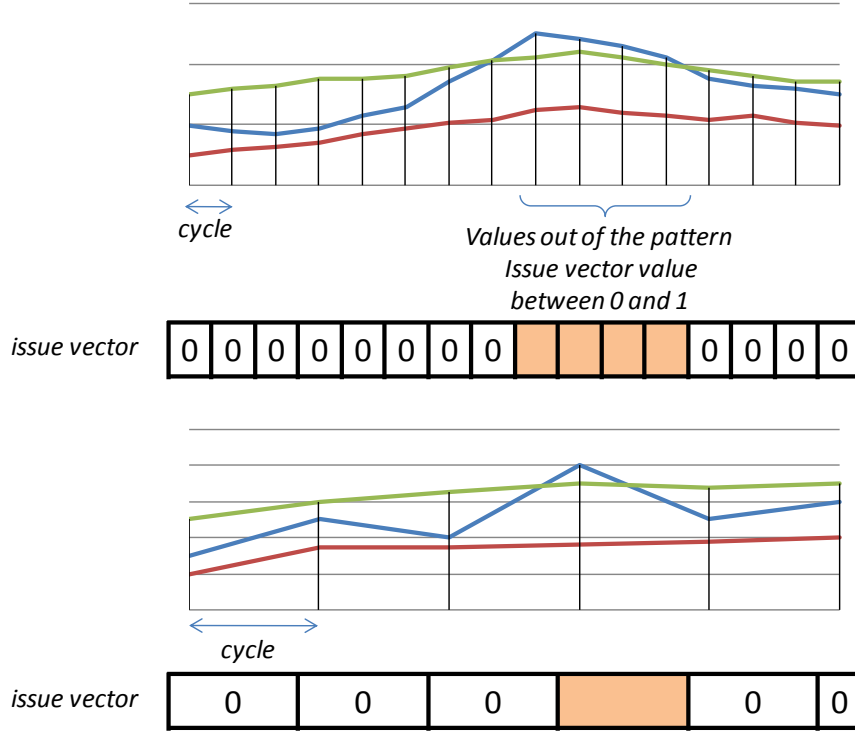 cycle
Values out of the pattern
Issue vector value
between 0 and 1
issue vector 0 0 0 0 0 0 0 0 0 0 0 0
cycle
issue vector 0 0 0 0 0